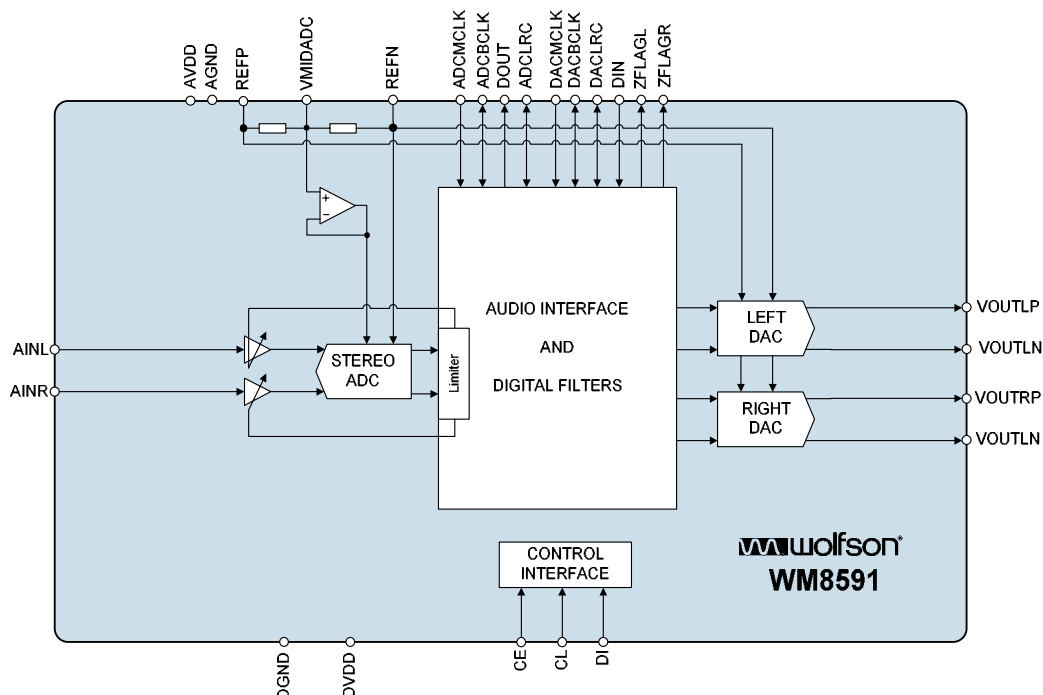 AVDD
AGND
REFP
VMIDADC
REFN
ADCMCLK
ADCBCLK
DOUT
ADCLRC
DACMCLK
DACBCLK
DACLRC
DIN
ZFLAGL
ZFLAGR
+
−
AUDIO INTERFACE
AND
DIGITAL FILTERS
AINL
AINR
STEREO
ADC
Limiter
LEFT
DAC
RIGHT
DAC
VOUTLP
VOUTLN
VOUTRP
VOUTLN
CONTROL
INTERFACE
wolfson®
WM8591
DGND
DVDD
CE
CL
DI